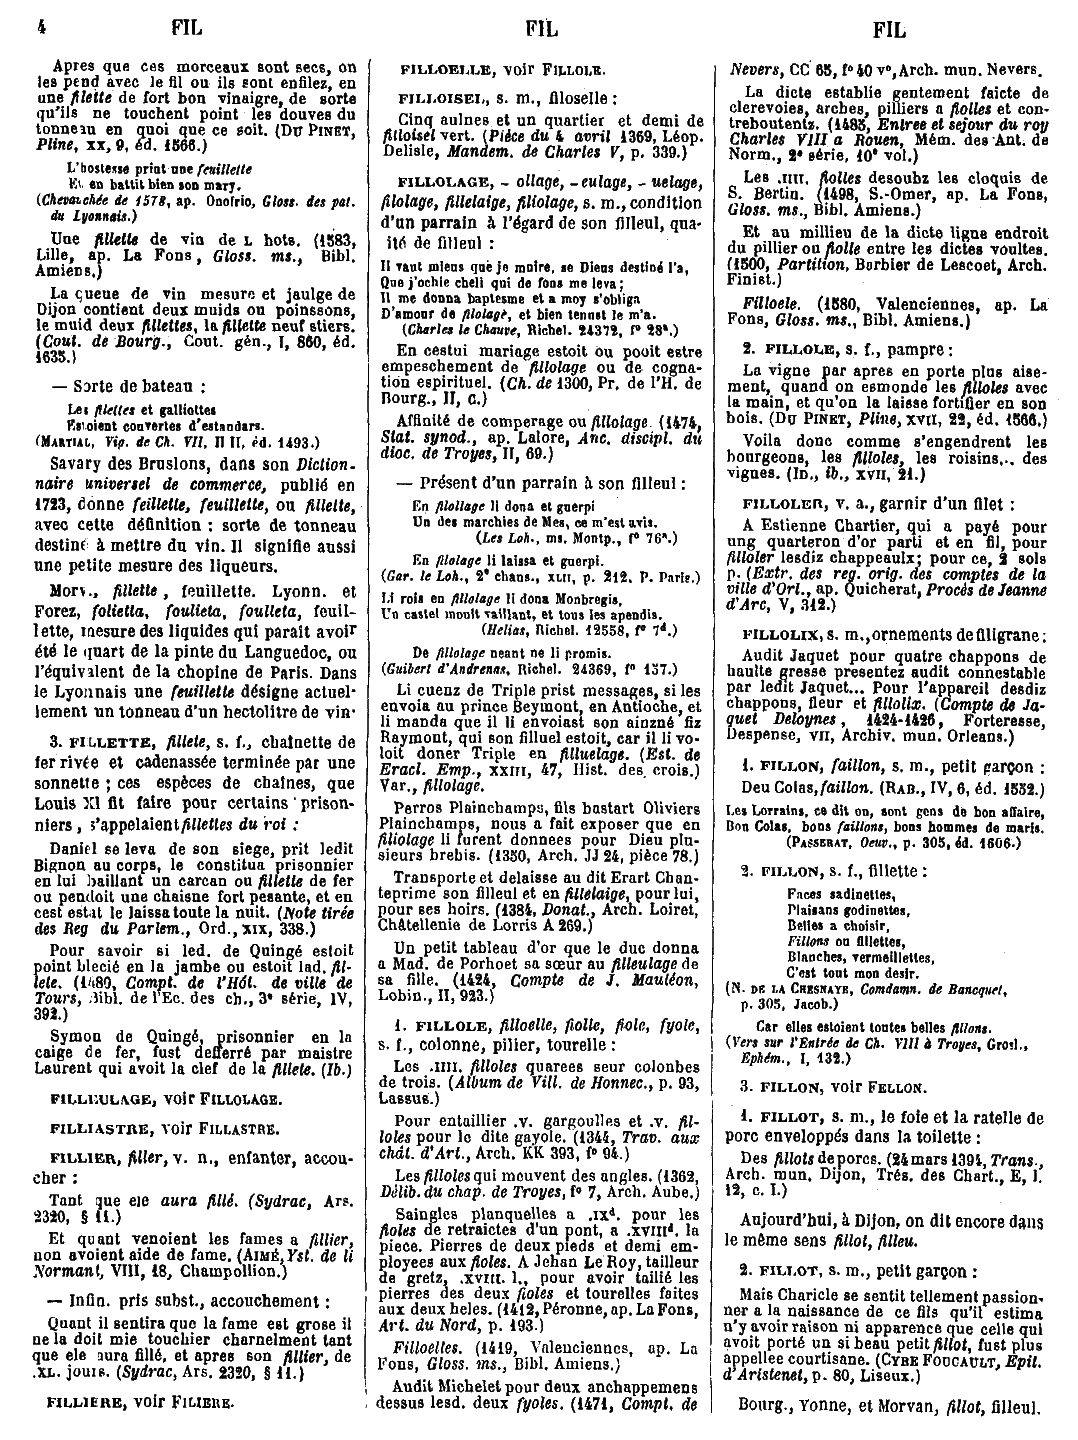 4 FIL FIL FIL
Apres que ces morceaux sont secs, on
les pend avec le fil ou ils sont enfilez, en
une filette de fort bon vinaigre, de sorte
qu'ils ne touchent point les douves du
tonneau en quoi que ce soit. (DU PINET,
Pline, XX, 9, éd. 1566.)
L'hostesse print une feuillette
Et en battit bien son mary.
(Chevauchée de 1578, ap. Onofrio, Gloss. des pat.
du Lyonnais.)
Une fillette de vin de L hots. (1583,
Lille, ap. La Fons, Gloss. ms., Bibl.
Amiens.)
La queue de vin mesure et jaulge de
Dijon contient deux muids ou poinssons,
le muid deux fillettes, la fillette neuf stiers.
(Cout. de Bourg., Cout. gén., I, 860, éd.
1635.)
— Sorte de bateau :
Les filettes et galliottes
Estoient couvertes d'estandars.
(MARTIAL, Vig. de Ch. VII, II II, éd. 1493.)
Savary des Bruslons, dans son Diction-
naire universel de commerce, publié en
1723, donne feillette, feuillette, ou fillette,
avec cette définition : sorte de tonneau
destiné à mettre du vin. Il signifie aussi
une petite mesure des liqueurs.
Morv., fillette, feuillette. Lyonn. et
Forez, folietta, foulieta, foulleta, feuil-
lette, mesure des liquides qui parait avoir
été le quart de la pinte du Languedoc, ou
l'équivalent de la chopine de Paris. Dans
le Lyonnais une feuillette désigne actuel-
lement un tonneau d'un hectolitre de vin·
3. FILLETTE, fillete, s. f., chaînette de
fer rivée et cadenassée terminée par une
sonnette ; ces espèces de chaînes, que
Louis XI fit faire pour certains prison-
niers, s'appelaient fillettes du roi :
Daniel se leva de son siege, prit ledit
Bignon au corps, le constitua prisonnier
en lui baillant un carcan ou fillette de fer
ou pendoit une chaisne fort pesante, et en
cest estat le laissa toute la nuit. (Note tirée
des Reg du Parlem., Ord., XIX, 338.)
Pour savoir si led. de Quingé estoit
point blecié en la jambe ou estoit lad. fil-
lete. (1480, Compt. de l'Hôt. de ville de
Tours, Bibl. de l'Ec. des ch., 3e série, IV,
392.)
Symon de Quingé, prisonnier en la
caige de fer, fust defferré par maistre
Laurent qui avoit la clef de la fillete. (Ib.)
FILLEULAGE, voir FILLOLAGE.
FILLIASTRE, voir FILLASTRE.
FILLIER, filler, v. n., enfanter, accou-
cher :
Tant que ele aura fillé. (Sydrac, Ars.
2320, § 11.)
Et quant venoient les fames a fillier,
non avoient aide de fame. (AIMÉ, Yst. de li
Normant, VIII, 18, Champollion.)
— Infin. pris subst., accouchement :
Quant il sentira que la fame est grose il
ne la doit mie touchier charnelment tant
que ele aura fillé, et apres son fillier, de
.XL. jours. (Sydrac, Ars. 2320, § 11.)
FILLIERE, voir FILIERE.
FILLOELLE, voir FILLOLE.
FILLOISEL, s. m., filoselle :
Cinq aulnes et un quartier et demi de
filloisel vert. (Pièce du 4 avril 1369, Léop.
Delisle, Mandem. de Charles V, p. 339.)
FILLOLAGE, - ollage, - eulage, - uelage,
filolage, fillelaige, filiolage, s. m., condition
d'un parrain à l'égard de son filleul, qua-
lité de filleul :
Il vaut mieus que je muire, se Dieus destiné l'a,
Que j'ochie cheli qui de fons me leva ;
Il me donna baptesme et a moy s'obliga
D'amour de filolage, et bien tenust le m'a.
(Charles le Chauve, Richel. 24372, f° 28a.)
En cestui mariage estoit ou pooit estre
empeschement de fillolage ou de cogna-
tion espirituel. (Ch. de 1300, Pr. de l'H. de
Bourg., II, c.)
Affinité de comperage ou fillolage. (1474,
Stat. synod., ap. Lalore, Anc. discipl. du
dioc. de Troyes, II, 69.)
— Présent d'un parrain à son filleul :
En filollage li dona et guerpi
Un des marchies de Mes, ce m'est avis.
(Les Loh., ms. Montp., f° 76a.)
En filolage li laissa et guerpi.
(Gar. le Loh., 2e chans., XLII, p. 212, P. Paris.)
Li rois en fillolage li dona Monbregis,
Un castel moult vaillant, et tous les apendis.
(Helias, Richel. 12558, f° 7d.)
De fillolage neant ne li promis.
(Guibert d'Andrenas, Richel. 24369, f° 137.)
Li cuenz de Triple prist messages, si les
envoia au prince Beymont, en Antioche, et
li manda que il li envoiast son ainzné fiz
Raymont, qui son filluel estoit, car il li vo-
loit doner Triple en filluelage. (Est. de
Eracl. Emp., XXIII, 47, Hist. des crois.)
Var., fillolage.
Perros Plainchamps, fils bastart Oliviers
Plainchamps, nous a fait exposer que en
filiolage li furent donnees pour Dieu plu-
sieurs brebis. (1350, Arch. JJ 24, pièce 78.)
Transporte et delaisse au dit Erart Chan-
teprime son filleul et en fillelaige, pour lui,
pour ses hoirs. (1384, Donat., Arch. Loiret,
Châtellenie de Lorris A 269.)
Un petit tableau d'or que le duc donna
a Mad. de Porhoet sa sœur au filleulage de
sa fille. (1424, Compte de J. Mauléon,
Lobin., II, 923.)
1. FILLOLE, filloelle, fiolle, fiole, fyole,
s. f., colonne, pilier, tourelle :
Les .IIII. filloles quarees seur colonbes
de trois. (Album de Vill. de Honnec., p. 93,
Lassus.)
Pour entaillier .V. gargoulles et .V. fil-
loles pour le dite gayole. (1344, Trav. aux
chât. d'Art., Arch. KK 393, f° 94.)
Les filloles qui mouvent des angles. (1362,
Délib. du chap. de Troyes, f° 7, Arch. Aube.)
Saingles planquelles a .IXd. pour les
fioles de retraictes d'un pont, a .XVIIId. la
piece. Pierres de deux pieds et demi em-
ployees aux fioles. A Jehan Le Roy, tailleur
de gretz, .XVIII. l., pour avoir taillé les
pierres des deux fioles et tourelles faites
aux deux heles. (1412, Péronne, ap. La Fons,
Art. du Nord, p. 193.)
Filloelles. (1419, Valenciennes, ap. La
Fons, Gloss. ms., Bibl. Amiens.)
Audit Michelet pour deux anchappemens
dessus lesd. deux fyoles. (1471, Compt. de
Nevers, CC 65, f° 40 v°, Arch. mun. Nevers.
La dicte establie gentement faicte de
clerevoies, arches, pilliers a fiolles et con-
treboutentz. (1485, Entree et sejour du roy
Charles VIII a Rouen, Mém. des Ant. de
Norm., 2e série, 10e vol.)
Les .IIII. fiolles desoubz les cloquis de
S. Bertin. (1498, S.-Omer, ap. La Fons,
Gloss. ms., Bibl. Amiens.)
Et au millieu de la dicte ligne endroit
du pillier ou fiolle entre les dictes voultes.
(1500, Partition, Barbier de Lescoet, Arch.
Finist.)
Filloele. (1580, Valenciennes, ap. La
Fons, Gloss. ms., Bibl. Amiens.)
2. FILLOLE, s. f., pampre :
La vigne par apres en porte plus aise-
ment, quand on esmonde les filloles avec
la main, et qu'on la laisse fortifier en son
bois. (DU PINET, Pline, XVII, 22, éd. 1566.)
Voila donc comme s'engendrent les
bourgeons, les filloles, les roisins... des
vignes. (ID., ib., XVII, 21.)
FILLOLER, v. a., garnir d'un filet :
A Estienne Chartier, qui a payé pour
ung quarteron d'or parti et en fil, pour
filloler lesdiz chappeaulx; pour ce, 2 sols
p. (Extr. des reg. orig. des comptes de la
ville d'Orl., ap. Quicherat, Procès de Jeanne
d'Arc, V, 312.)
FILLOLIX, s. m., ornements de filigrane :
Audit Jaquet pour quatre chappons de
haulte gresse presentez audit connestable
par ledit Jaquet... Pour l'appareil desdiz
chappons, fleur et fillolix. (Compte de Ja-
quet Deloynes, 1424-1426, Forteresse,
Despense, VII, Archiv. mun. Orleans.)
1. FILLON, faillon, s. m., petit garçon :
Deu Colas, faillon. (RAB., IV, 6, éd. 1552.)
Les Lorrains, ce dit on, sont gens de bon affaire,
Bon Colas, bons faillons, bons hommes de maris.
(PASSERAT, Oeuv., p. 305, éd. 1606.)
2. FILLON, s. f., fillette :
Faces sadinettes,
Plaisans godinettes,
Belles a choisir,
Fillons ou fillettes,
Blanches, vermeillettes,
C'est tout mon desir.
(N. DE LA CHESNAYE, Comdamn. de Bancquet,
p. 305, Jacob.)
Car elles estoient toutes belles fillons.
(Vers sur l'Entrée de Ch. VIII à Troyes, Grosl.,
Ephém., I, 132.)
3. FILLON, voir FELLON.
1. FILLOT, s. m., le foie et la ratelle de
porc enveloppés dans la toilette :
Des fillots de porcs. (24 mars 1394, Trans.,
Arch. mun. Dijon, Trés. des Chart., E, l.
12, c. I.)
Aujourd'hui, à Dijon, on dit encore dans
le même sens fillot, filleu.
2. FILLOT, s. m., petit garçon :
Mais Charicle se sentit tellement passion-
ner a la naissance de ce fils qu'il estima
n'y avoir raison ni apparence que celle qui
avoit porté un si beau petit fillot, fust plus
appellee courtisane. (CYRE FOUCAULT, Epit.
d'Aristenet, p. 80, Liseux.)
Bourg., Yonne, et Morvan, fillot, filleul.